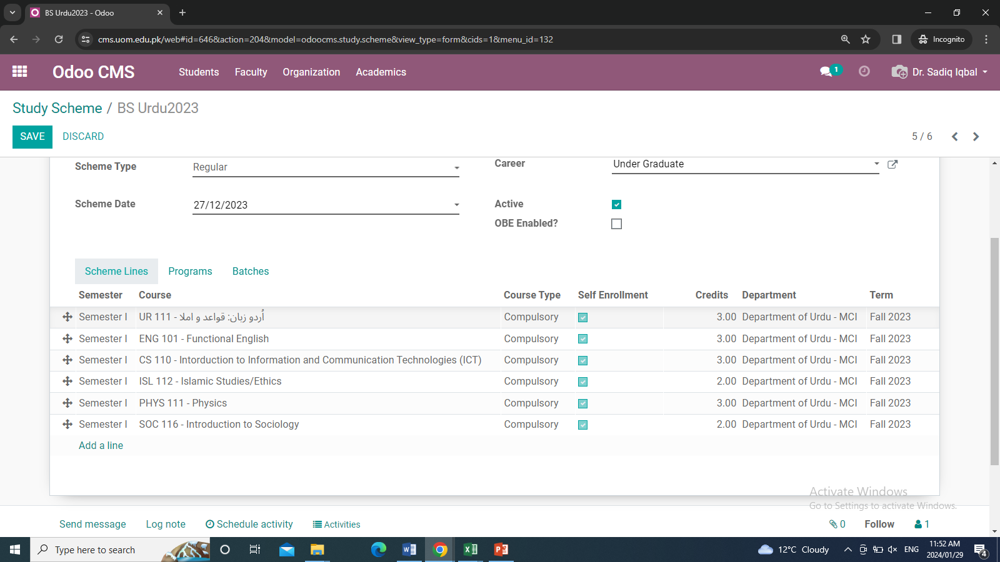 BS Urdu2023 - Odoo
cms.uom.edu.pk/web#id=646&action=204&model=odoocms.study.scheme&view_type=form&cids=1&menu_id=132
Incognito
Odoo CMS Students Faculty Organization Academics 1 Dr. Sadiq Iqbal
Study Scheme / BS Urdu2023
SAVE DISCARD 5 / 6
Scheme Type Regular Career Under Graduate
Scheme Date 27/12/2023 Active
OBE Enabled?
Scheme Lines Programs Batches
Semester Course Course Type Self Enrollment Credits Department Term
Semester I UR 111 - اُردو زبان: قواعد و املا Compulsory 3.00 Department of Urdu - MCI Fall 2023
Semester I ENG 101 - Functional English Compulsory 3.00 Department of Urdu - MCI Fall 2023
Semester I CS 110 - Intorduction to Information and Communication Technologies (ICT) Compulsory 3.00 Department of Urdu - MCI Fall 2023
Semester I ISL 112 - Islamic Studies/Ethics Compulsory 2.00 Department of Urdu - MCI Fall 2023
Semester I PHYS 111 - Physics Compulsory 3.00 Department of Urdu - MCI Fall 2023
Semester I SOC 116 - Introduction to Sociology Compulsory 2.00 Department of Urdu - MCI Fall 2023
Add a line
Activate Windows
Go to Settings to activate Windows.
Send message Log note Schedule activity Activities 0 Follow 1
Type here to search 12°C Cloudy ENG 11:52 AM
2024/01/29 4